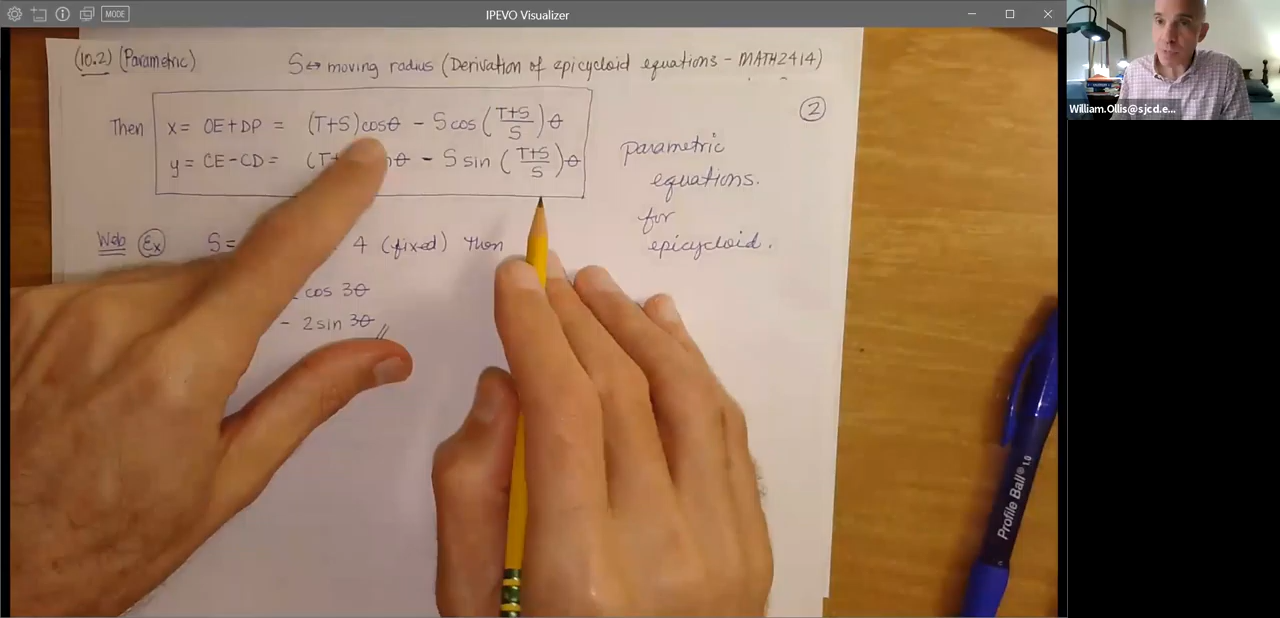 MODE
IPEVO Visualizer
William.Ollis@sjcd.e...
(10.2) (Parametric)
S ↔ moving radius (Derivation of epicycloid equations - MATH2414)
2
Then x = OE+DP = (T+S)cosθ - S cos (T+S/S)θ
y = CE-CD = θ - S sin (T+S/S)θ
parametric
equations.
for
epicycloid.
Web Ex S = 4 (fixed) Then
cos 3θ
- 2sin 3θ
Profile Ball® 1.0